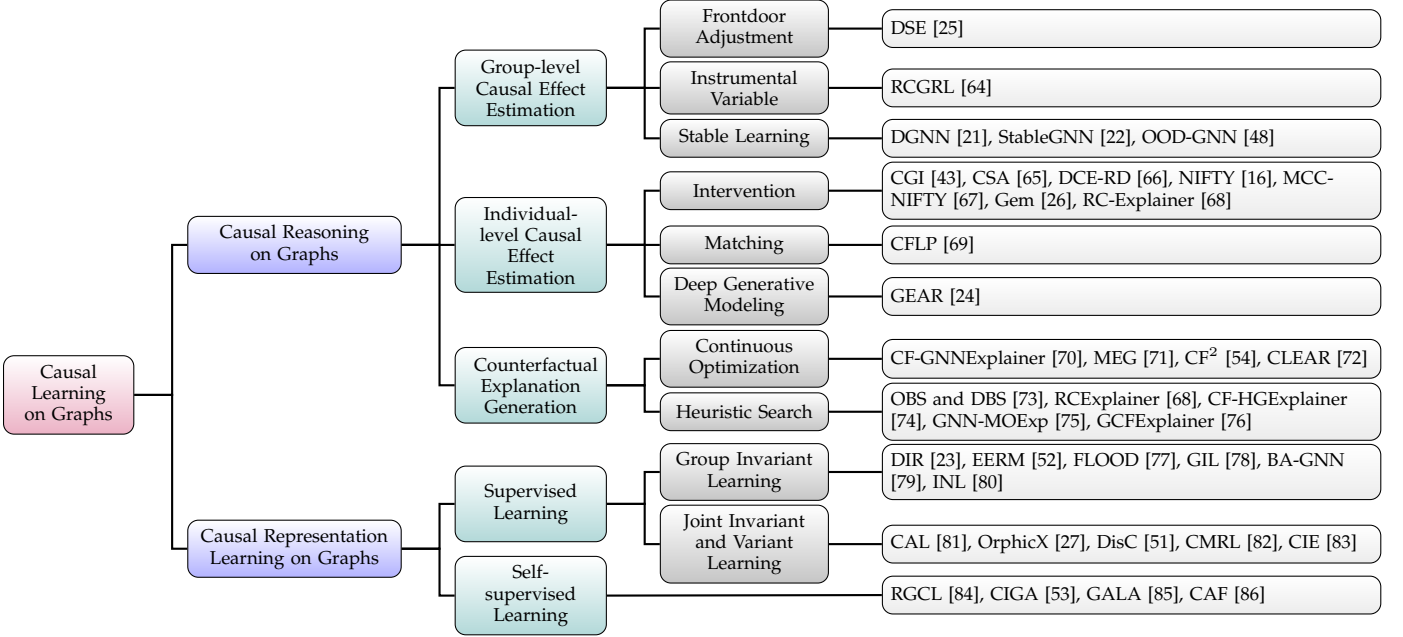 Causal
Learning
on Graphs
Causal Reasoning
on Graphs
Group-level
Causal Effect
Estimation
Frontdoor
Adjustment
DSE [25]
Instrumental
Variable
RCGRL [64]
Stable Learning
DGNN [21], StableGNN [22], OOD-GNN [48]
Individual-
level Causal
Effect
Estimation
Intervention
CGI [43], CSA [65], DCE-RD [66], NIFTY [16], MCC-
NIFTY [67], Gem [26], RC-Explainer [68]
Matching
CFLP [69]
Deep Generative
Modeling
GEAR [24]
Counterfactual
Explanation
Generation
Continuous
Optimization
CF-GNNExplainer [70], MEG [71], CF² [54], CLEAR [72]
Heuristic Search
OBS and DBS [73], RCExplainer [68], CF-HGExplainer
[74], GNN-MOExp [75], GCFExplainer [76]
Causal Representation
Learning on Graphs
Supervised
Learning
Group Invariant
Learning
DIR [23], EERM [52], FLOOD [77], GIL [78], BA-GNN
[79], INL [80]
Joint Invariant
and Variant
Learning
CAL [81], OrphicX [27], DisC [51], CMRL [82], CIE [83]
Self-
supervised
Learning
RGCL [84], CIGA [53], GALA [85], CAF [86]